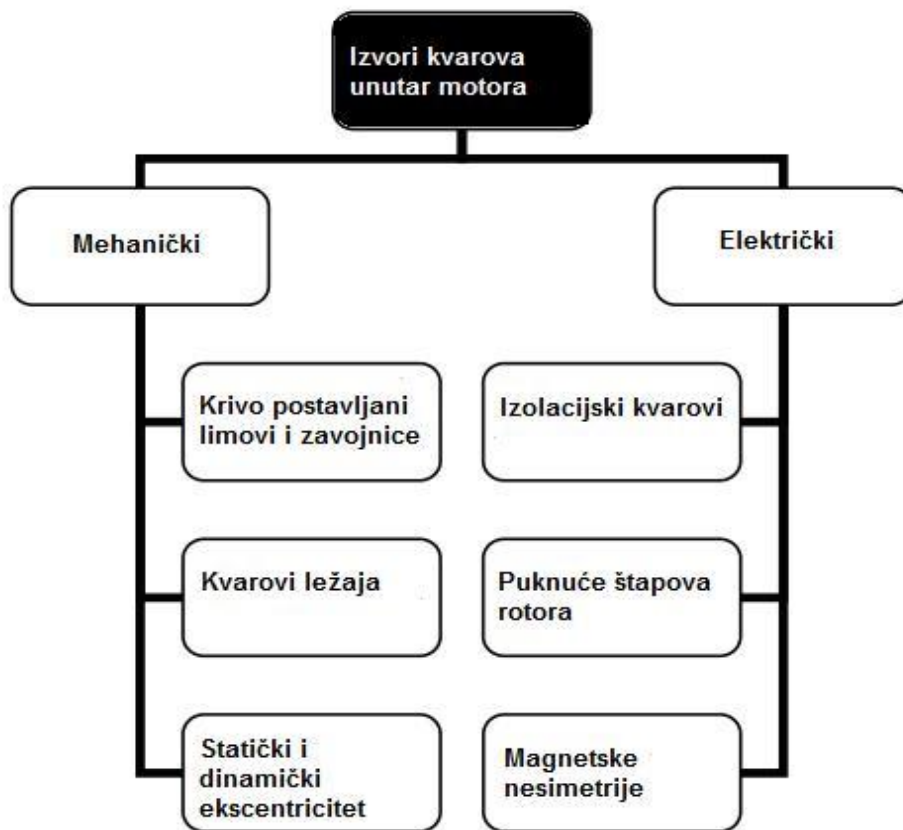 Izvori kvarova
unutar motora
Mehanički
Električki
Krivo postavljani
limovi i zavojnice
Izolacijski kvarovi
Kvarovi ležaja
Puknuće štapova
rotora
Statički i
dinamički
ekscentricitet
Magnetske
nesimetrije